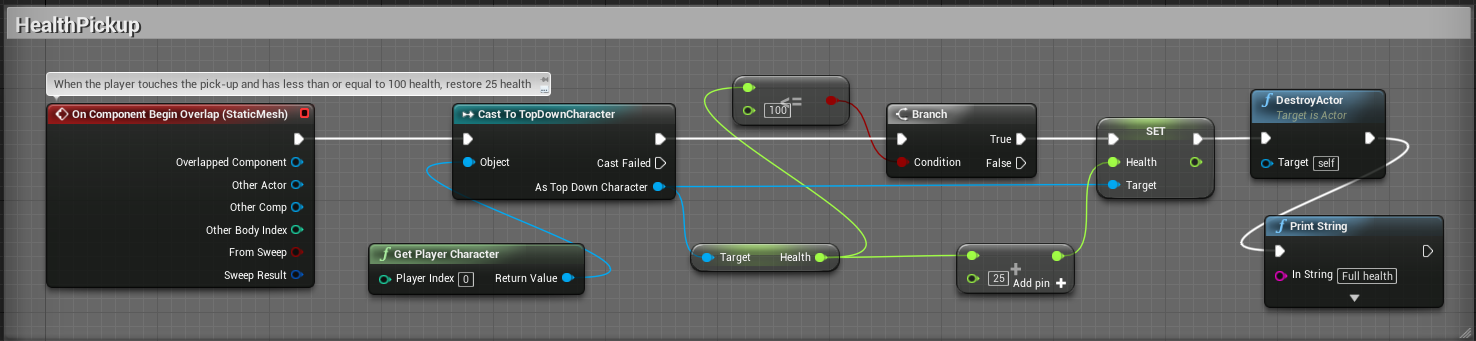 HealthPickup
When the player touches the pick-up and has less than or equal to 100 health, restore 25 health
On Component Begin Overlap (StaticMesh)
Overlapped Component
Other Actor
Other Comp
Other Body Index
From Sweep
Sweep Result
Cast To TopDownCharacter
Object
Cast Failed
As Top Down Character
Get Player Character
Player Index 0
Return Value
<=
100
Target
Health
Branch
True
Condition
False
25
+
Add pin +
SET
Health
Target
DestroyActor
Target is Actor
Target self
Print String
In String Full health